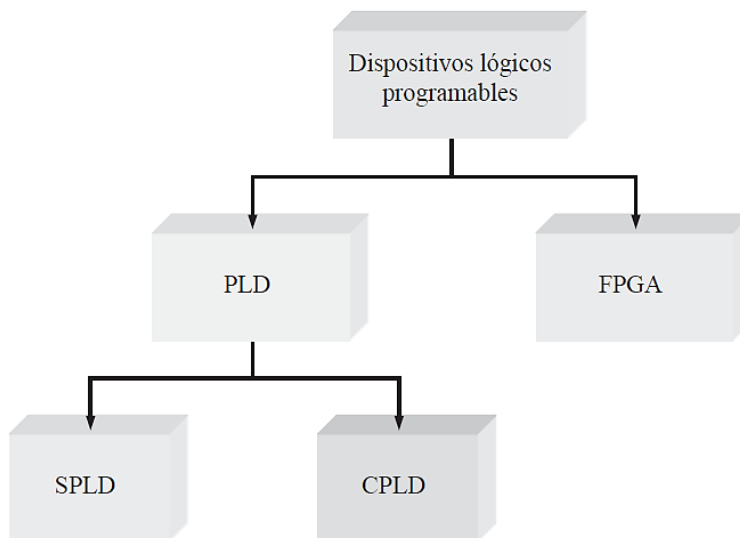 Dispositivos lógicos
programables
PLD
FPGA
SPLD
CPLD